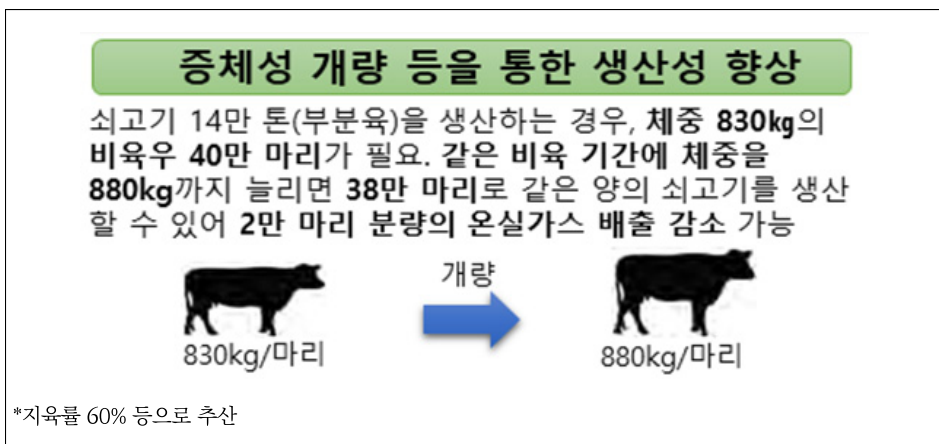 증체성 개량 등을 통한 생산성 향상
쇠고기 14만 톤(부분육)을 생산하는 경우, 체중 830kg의
비육우 40만 마리가 필요. 같은 비육 기간에 체중을
880kg까지 늘리면 38만 마리로 같은 양의 쇠고기를 생산
할 수 있어 2만 마리 분량의 온실가스 배출 감소 가능
개량
830kg/마리
880kg/마리
*지육률 60% 등으로 추산